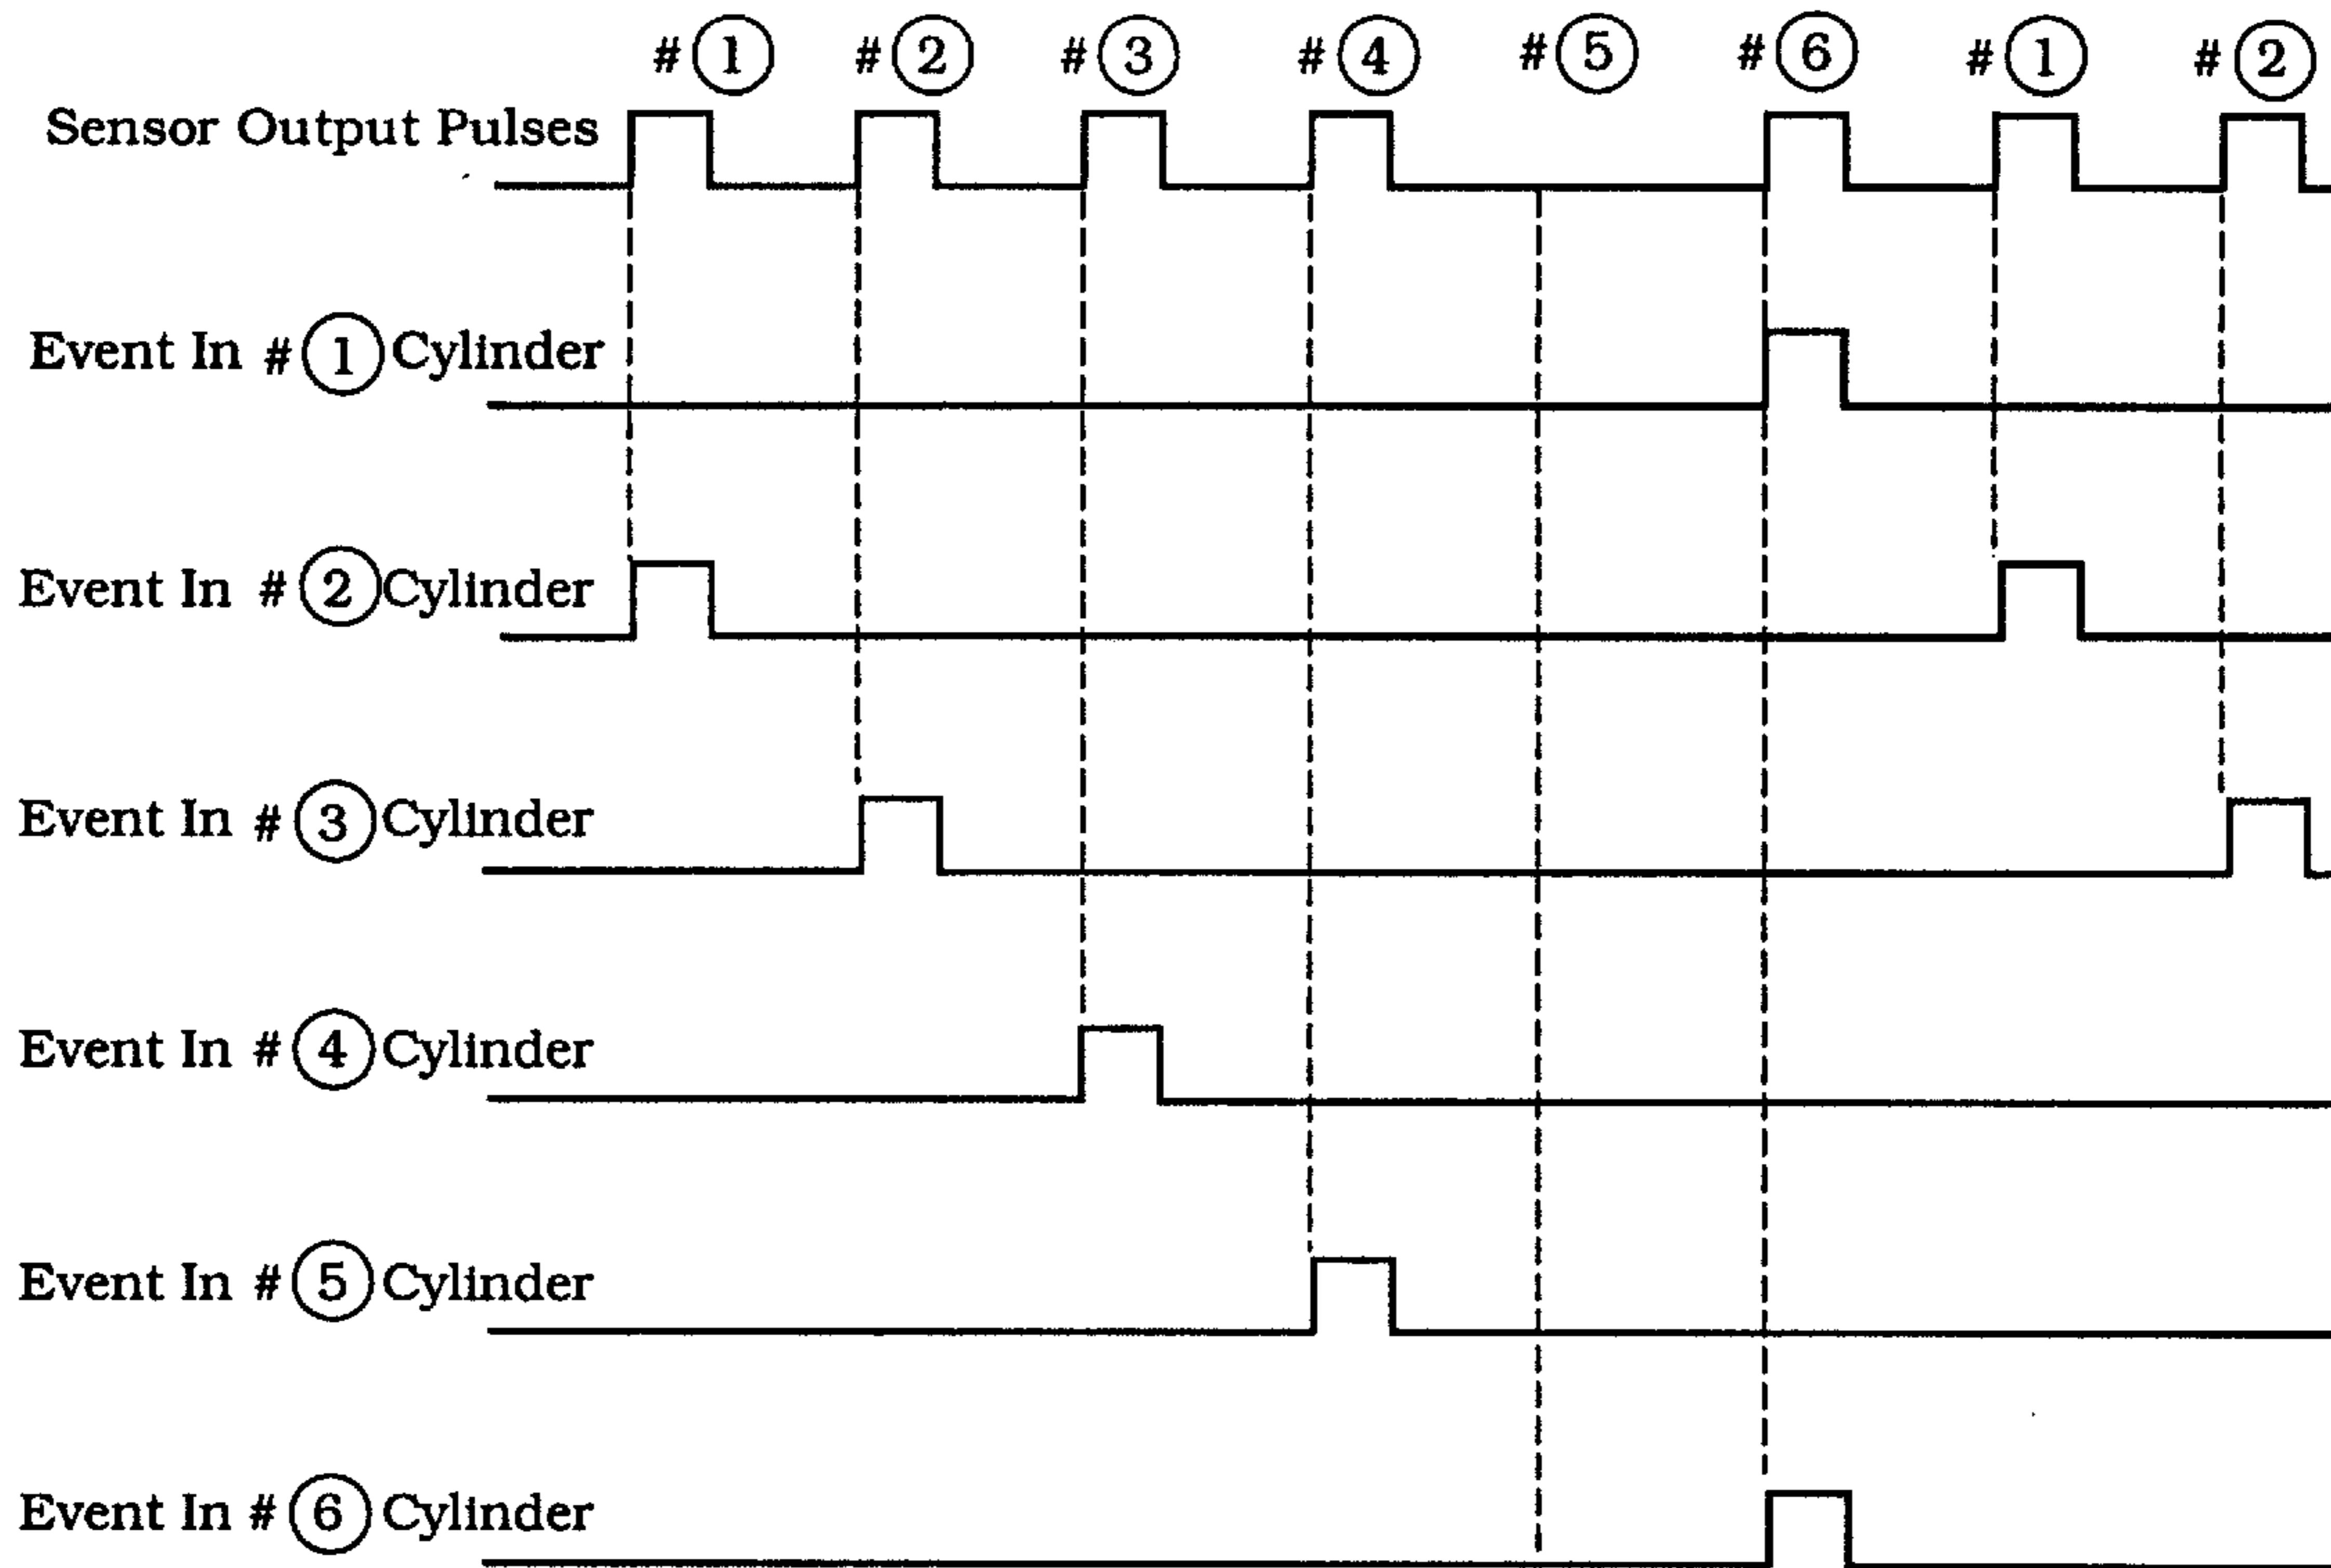 # ① # ② # ③ # ④ # ⑤ # ⑥ # ① # ②
Sensor Output Pulses
Event In # ① Cylinder
Event In # ② Cylinder
Event In # ③ Cylinder
Event In # ④ Cylinder
Event In # ⑤ Cylinder
Event In # ⑥ Cylinder